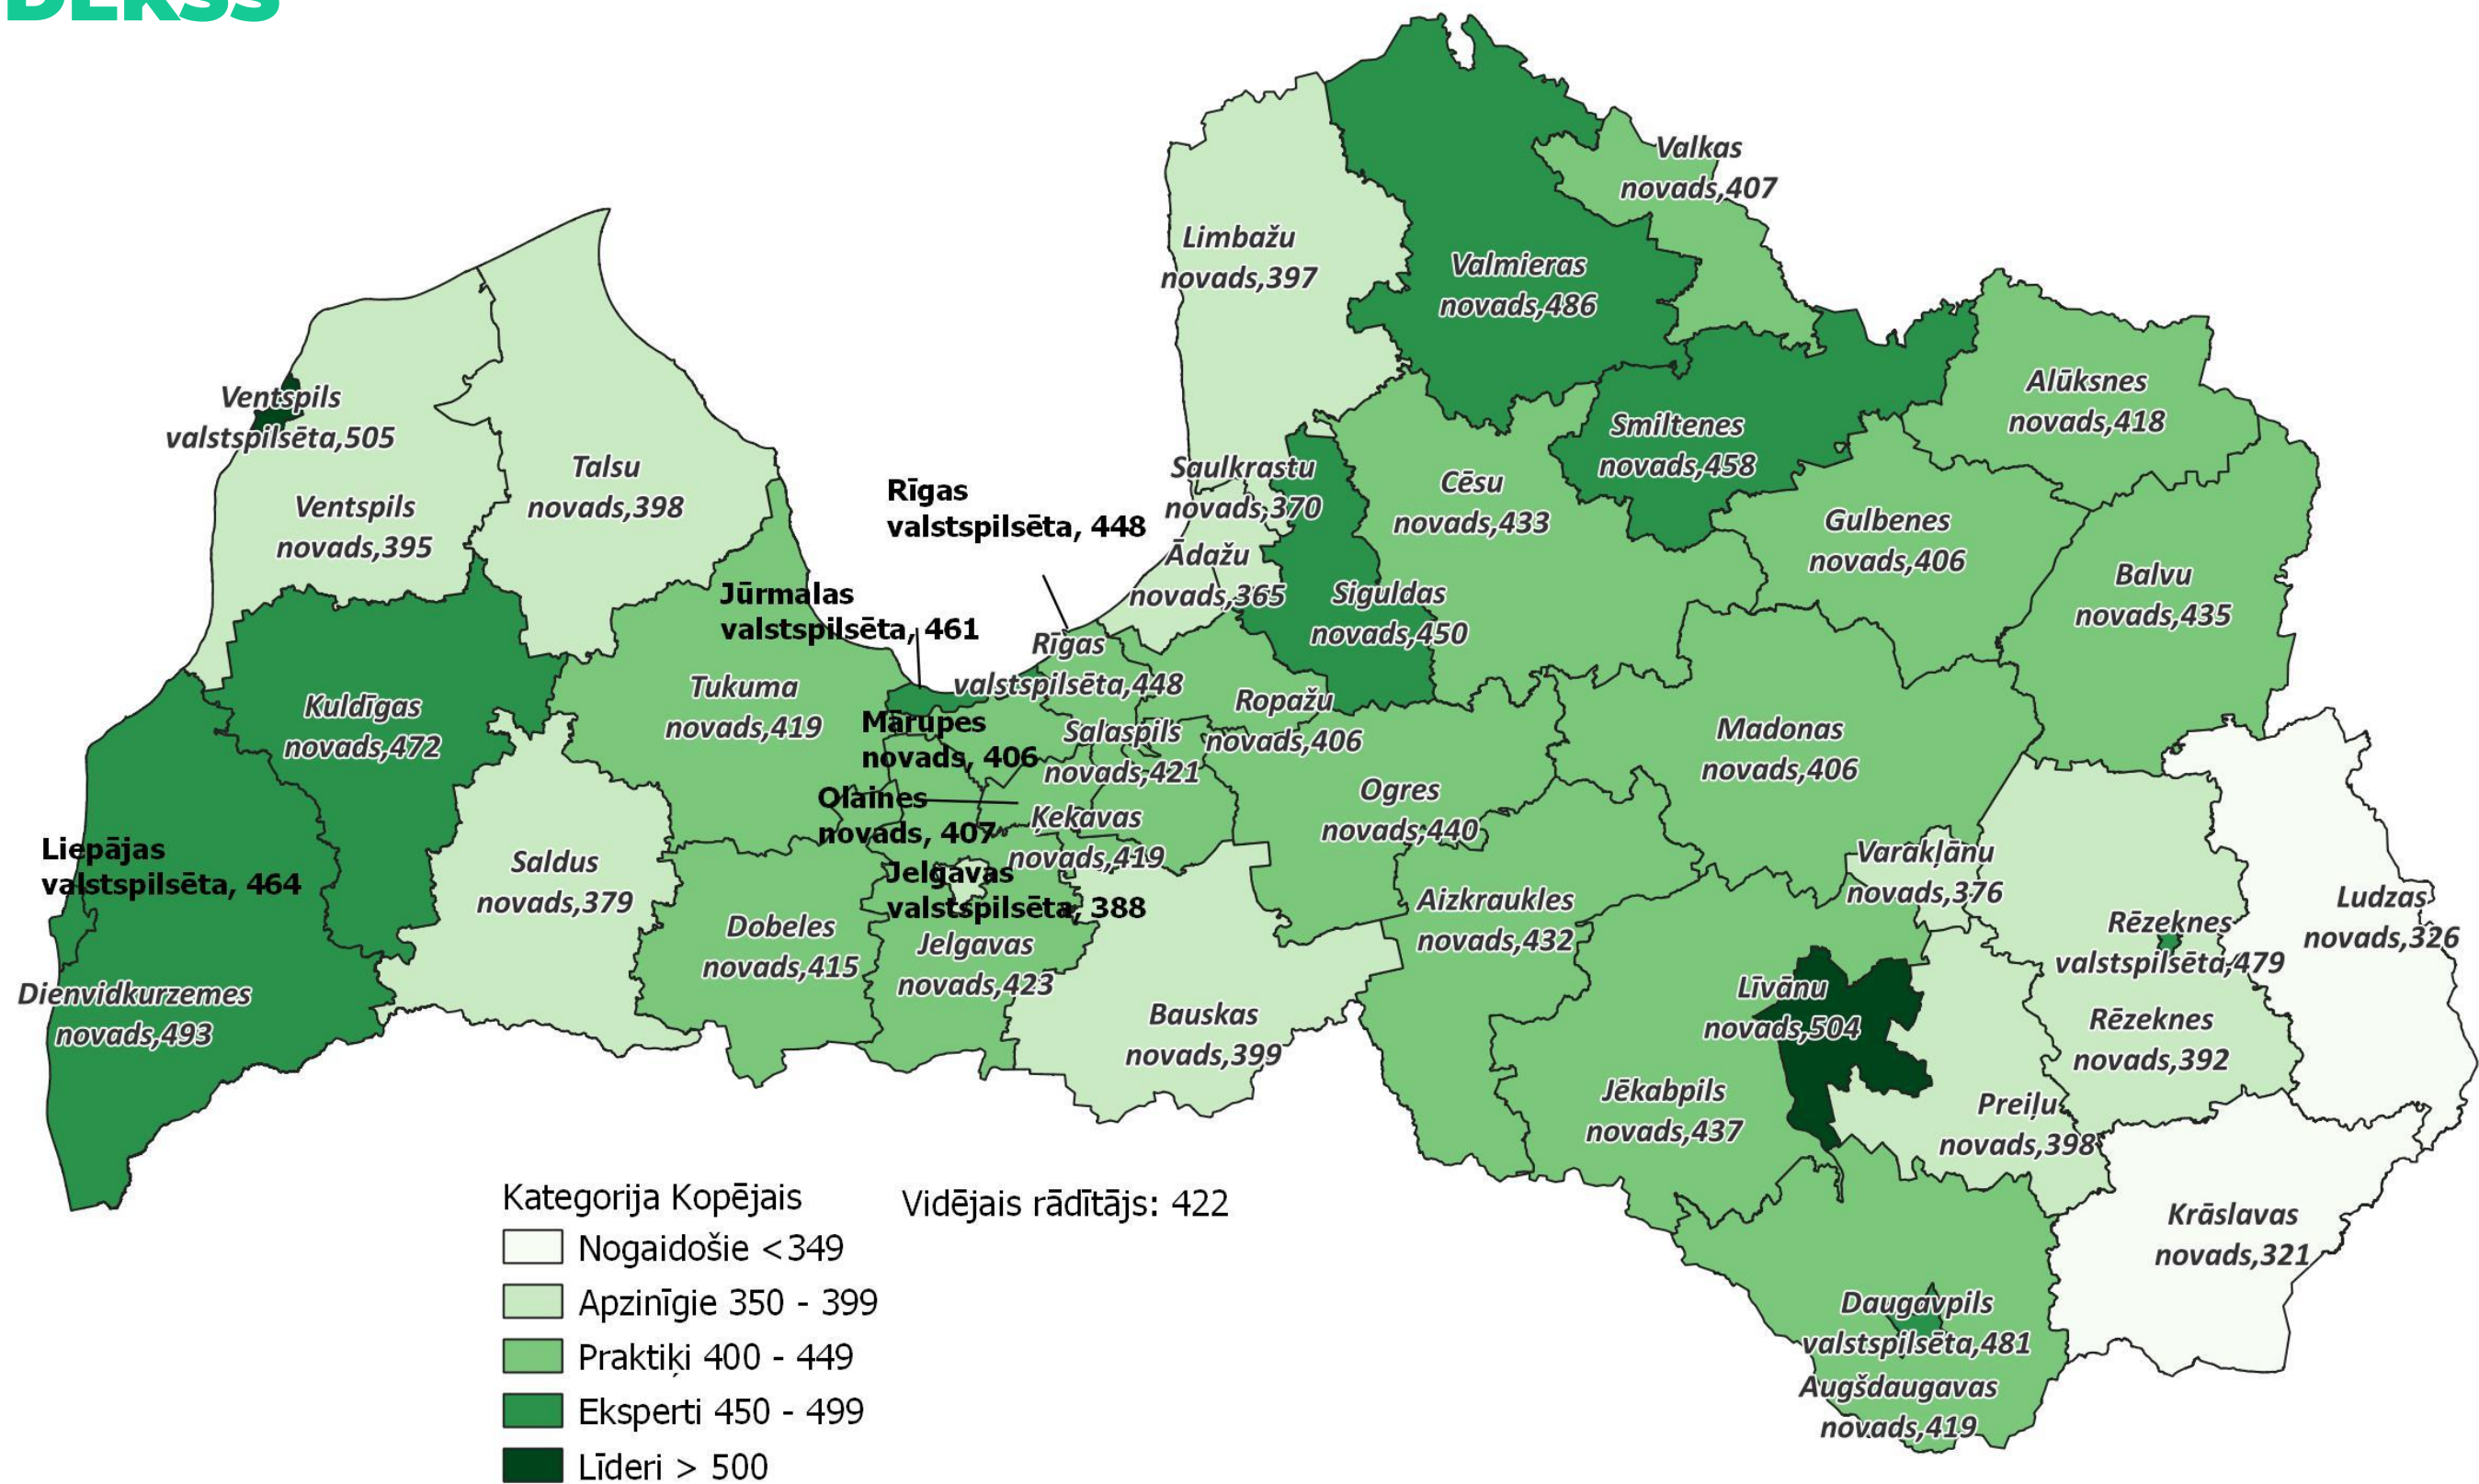 Valkas
novads,407
Limbažu
novads,397
Valmieras
novads,486
Alūksnes
novads,418
Ventspils
valstspilsēta,505
Smiltenes
novads,458
Talsu
novads,398
Saulkrastu
novads,370
Cēsu
novads,433
Rīgas
valstspilsēta, 448
Ventspils
novads,395
Gulbenes
novads,406
Ādažu
novads,365
Balvu
novads,435
Jūrmalas
valstspilsēta, 461
Siguldas
novads,450
Rīgas
valstspilsēta,448
Tukuma
novads,419
Ropažu
novads,406
Kuldīgas
novads,472
Mārupes
novads, 406
Salaspils
novads,421
Madonas
novads,406
Ogres
novads,440
Olaines
novads, 407
Ķekavas
novads,419
Liepājas
valstspilsēta, 464
Saldus
novads,379
Varakļānu
novads,376
Jelgavas
valstspilsēta, 388
Aizkraukles
novads,432
Ludzas
novads,326
Dobeles
novads,415
Rēzeknes
valstspilsēta,479
Jelgavas
novads,423
Dienvidkurzemes
novads,493
Līvānu
novads,504
Bauskas
novads,399
Rēzeknes
novads,392
Jēkabpils
novads,437
Preiļu
novads,398
Krāslavas
novads,321
Daugavpils
valstspilsēta,481
Augšdaugavas
novads,419
Kategorija Kopējais
Vidējais rādītājs: 422
Nogaidošie <349
Apzinīgie 350 - 399
Praktiķi 400 - 449
Eksperti 450 - 499
Līderi > 500